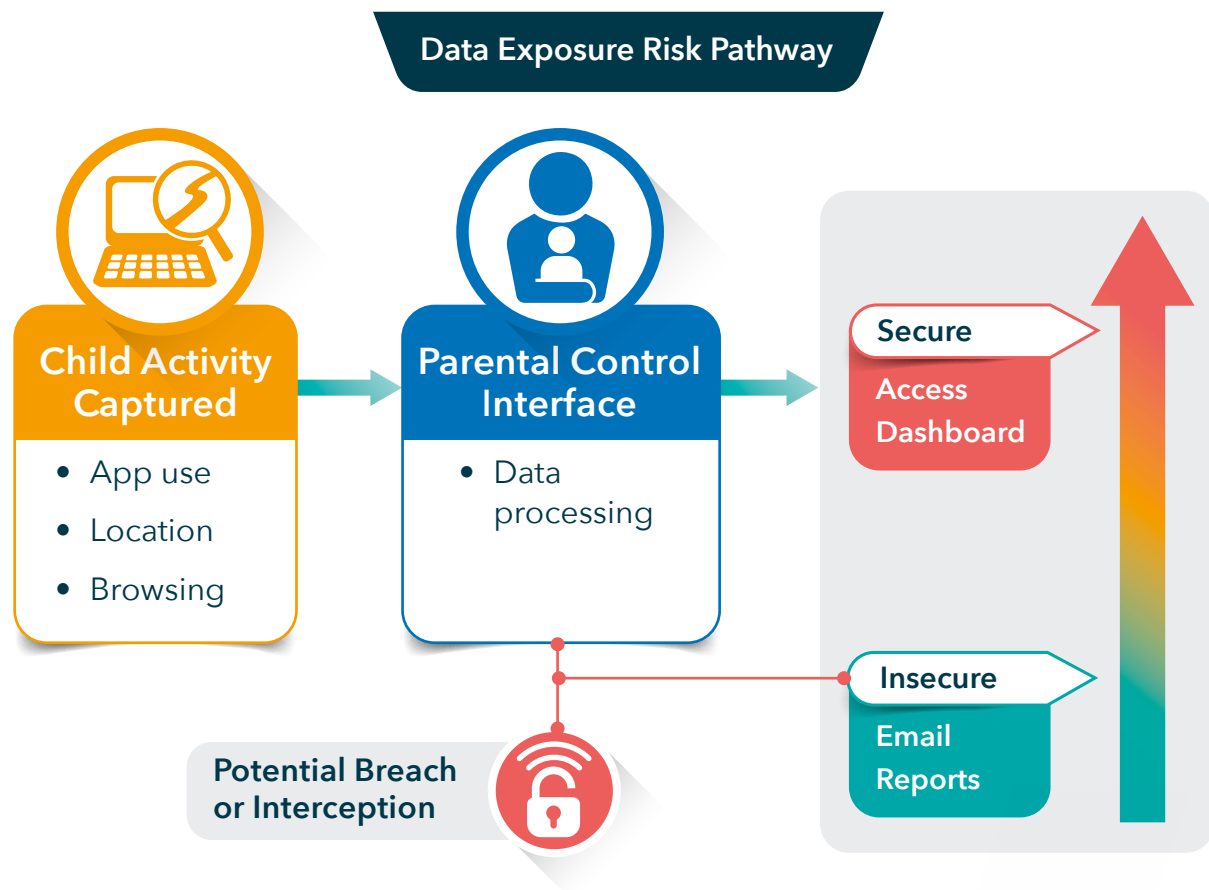 Data Exposure Risk Pathway
Child Activity
Captured
• App use
• Location
• Browsing
Parental Control
Interface
• Data
processing
Secure
Access
Dashboard
Insecure
Email
Reports
Potential Breach
or Interception